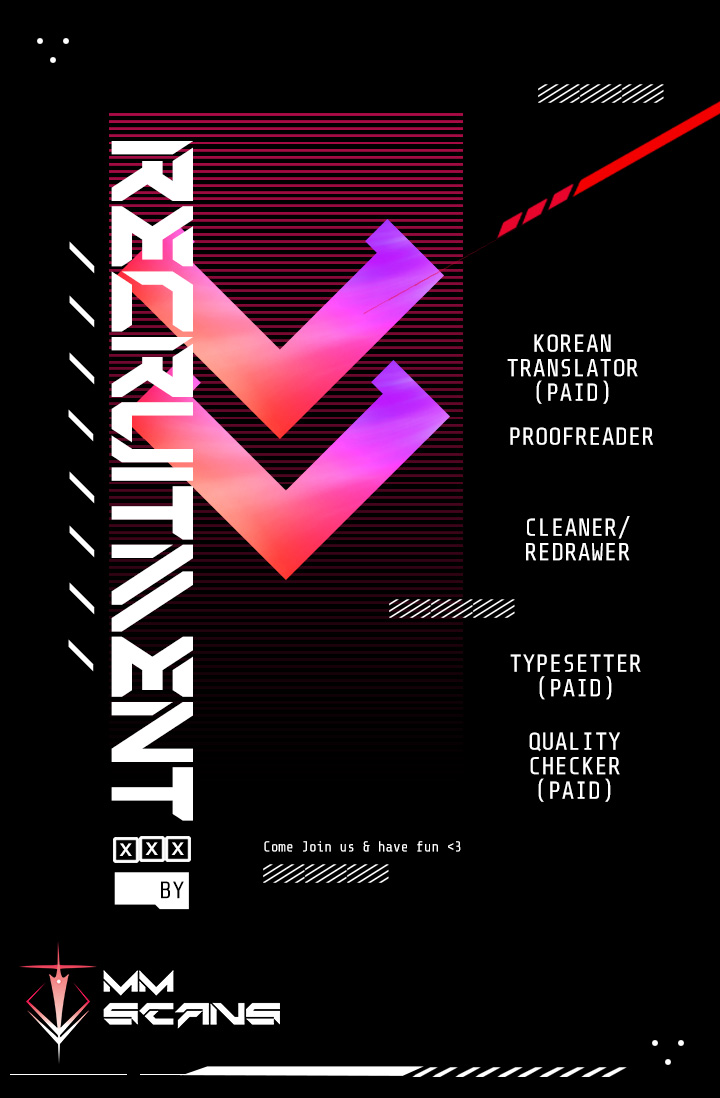 RECRUITMENT
KOREAN
TRANSLATOR
(PAID)
PROOFREADER
CLEANER/
REDRAWER
TYPESETTER
(PAID)
QUALITY
CHECKER
(PAID)
XXX
BY
Come Join us & have fun <3
MM
SCANS